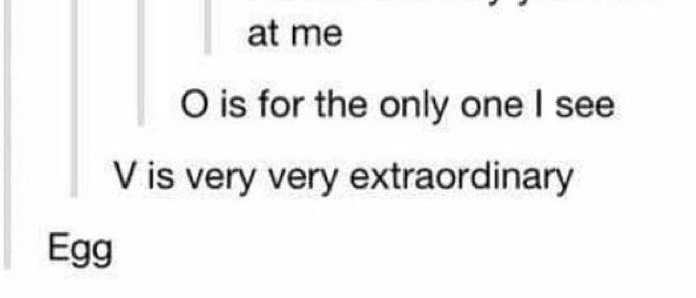 at me
O is for the only one I see
V is very very extraordinary
Egg